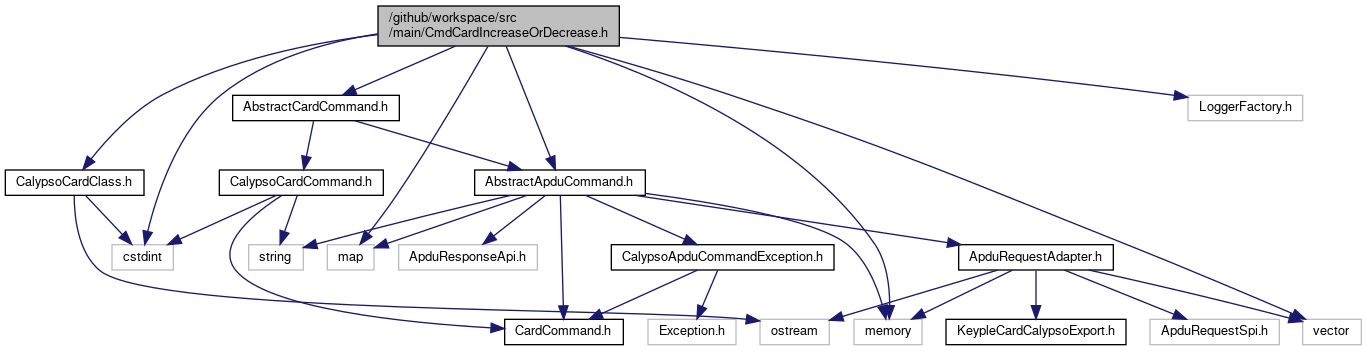 /github/workspace/src
/main/CmdCardIncreaseOrDecrease.h
AbstractCardCommand.h
LoggerFactory.h
CalypsoCardClass.h
CalypsoCardCommand.h
AbstractApduCommand.h
cstdint
string
map
ApduResponseApi.h
CalypsoApduCommandException.h
ApduRequestAdapter.h
CardCommand.h
Exception.h
ostream
memory
KeypleCardCalypsoExport.h
ApduRequestSpi.h
vector